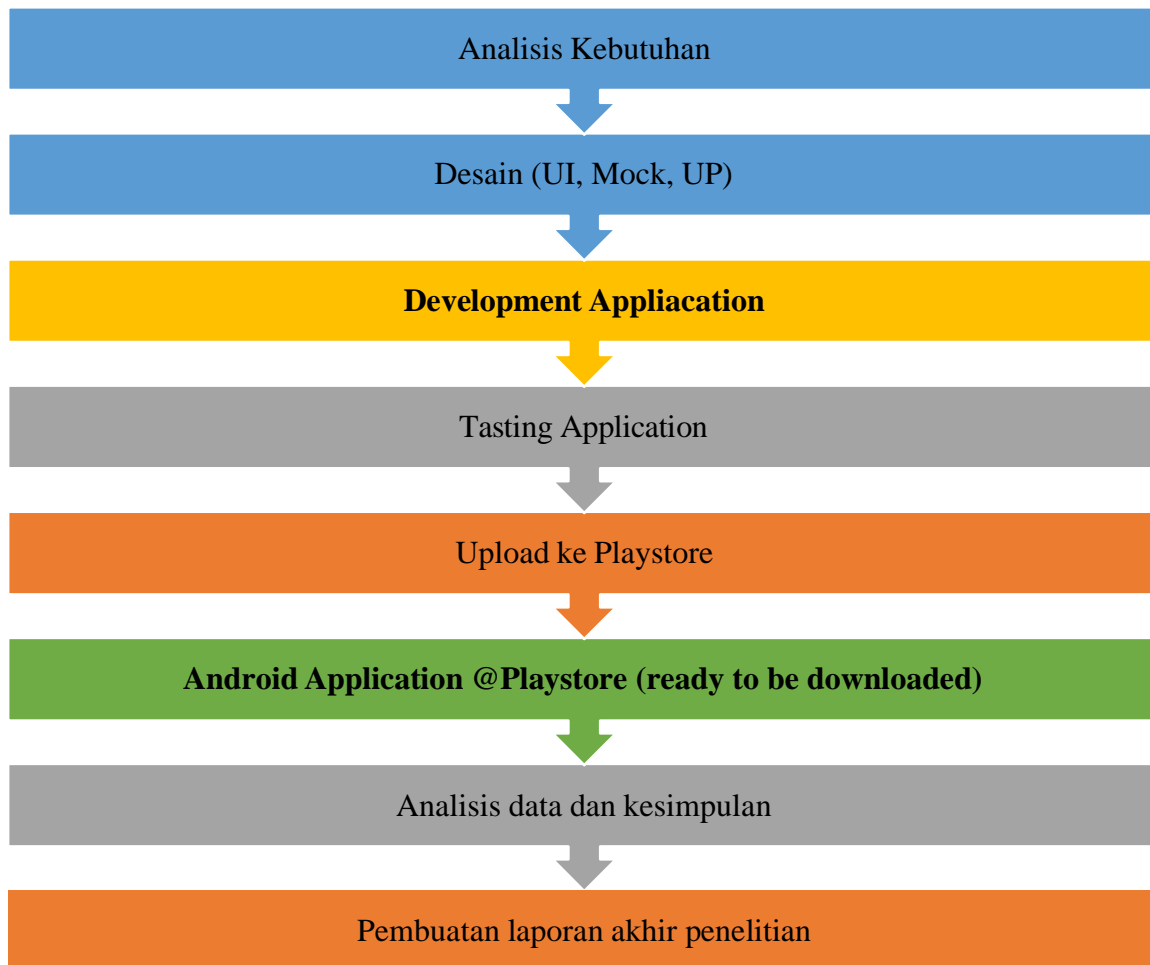 Analisis Kebutuhan
Desain (UI, Mock, UP)
Development Appliacation
Tasting Application
Upload ke Playstore
Android Application @Playstore (ready to be downloaded)
Analisis data dan kesimpulan
Pembuatan laporan akhir penelitian